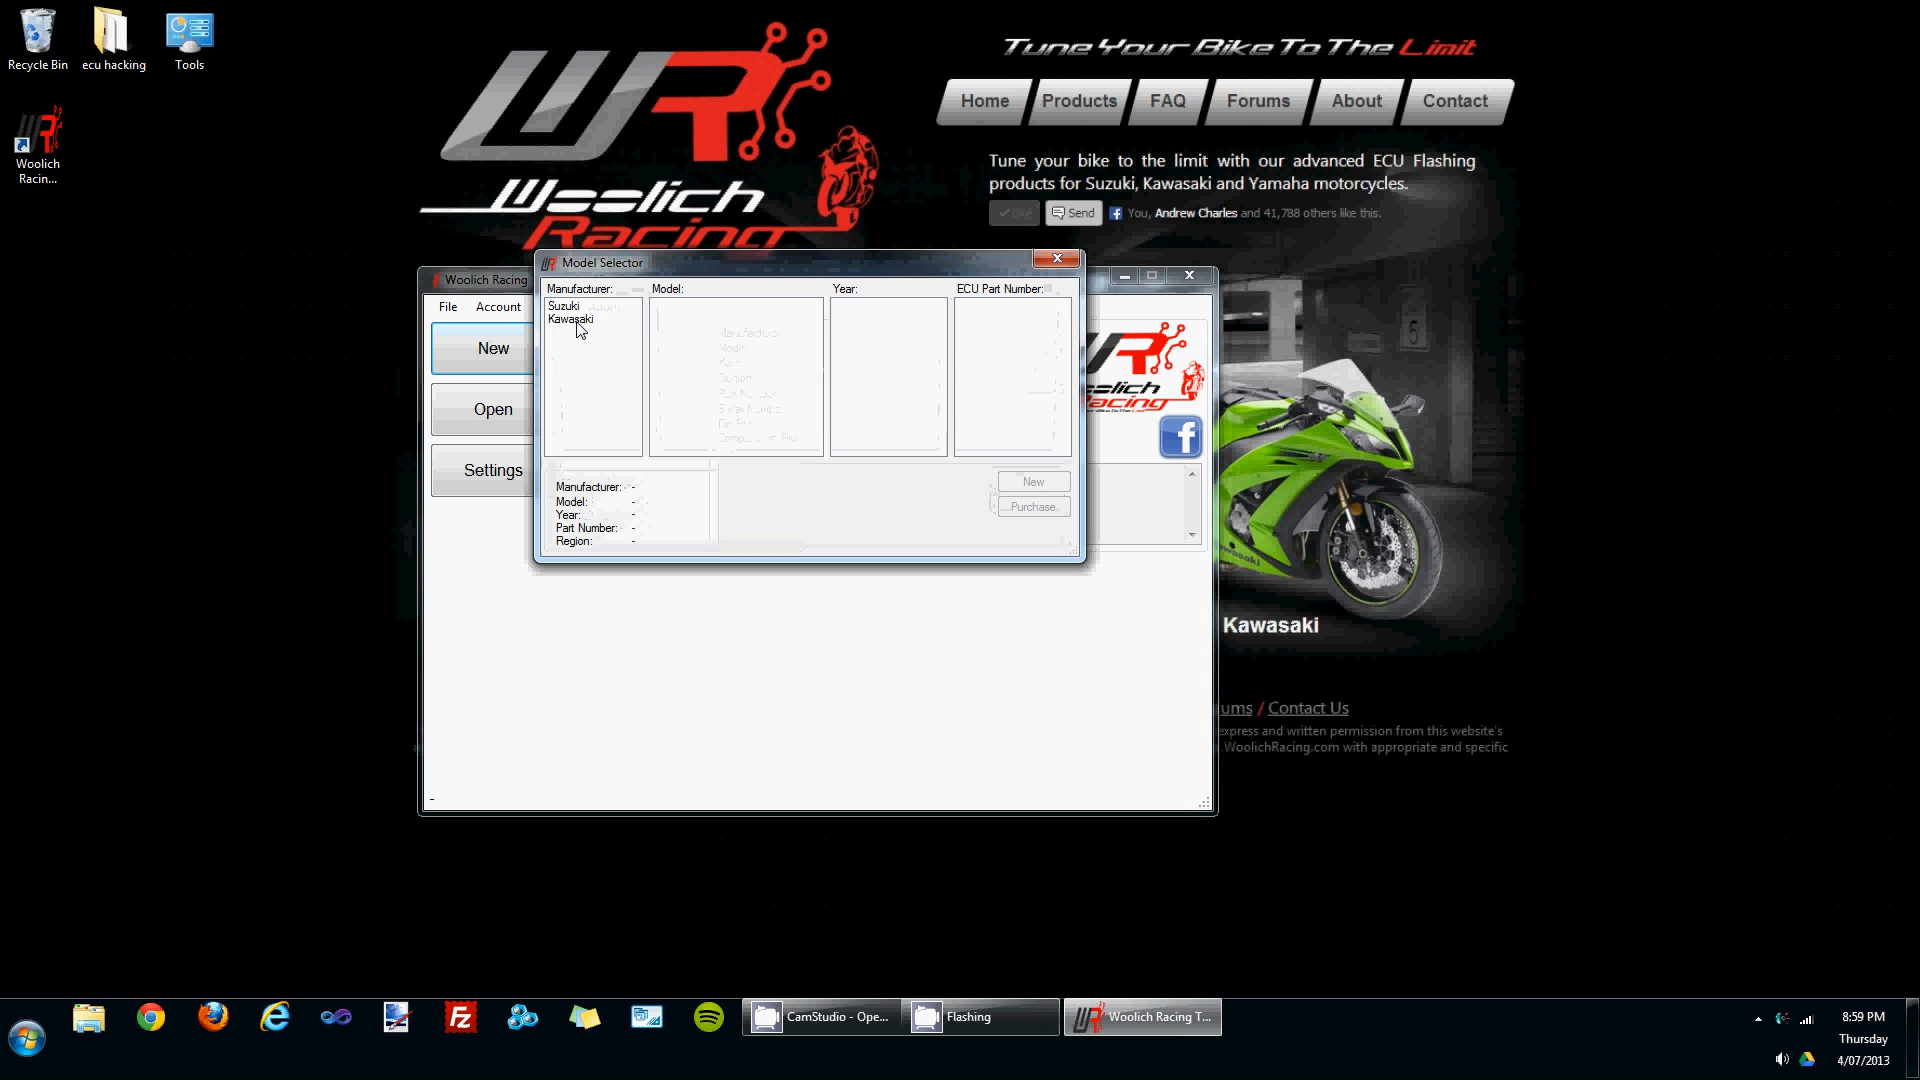 Recycle Bin
ecu hacking
Tools
Woolich
Racin...
WR
Woolich
Racing
Tune Your Bike To The Limit
Home
Products
FAQ
Forums
About
Contact
Tune your bike to the limit with our advanced ECU Flashing
products for Suzuki, Kawasaki and Yamaha motorcycles.
Send
You, Andrew Charles and 41,788 others like this.
Woolich Racing
File
Account
New
Open
Settings
Model Selector
Manufacturer:
Model:
Year:
ECU Part Number:
Suzuki
Kawasaki
Manufacturer: -
Model: -
Year: -
Part Number: -
Region: -
New
Purchase
Racing
f
5
Kawasaki
ums / Contact Us
express and written permission from this website's
.WoolichRacing.com with appropriate and specific
-
Fz
CamStudio - Ope...
Flashing
Woolich Racing T...
8:59 PM
Thursday
4/07/2013